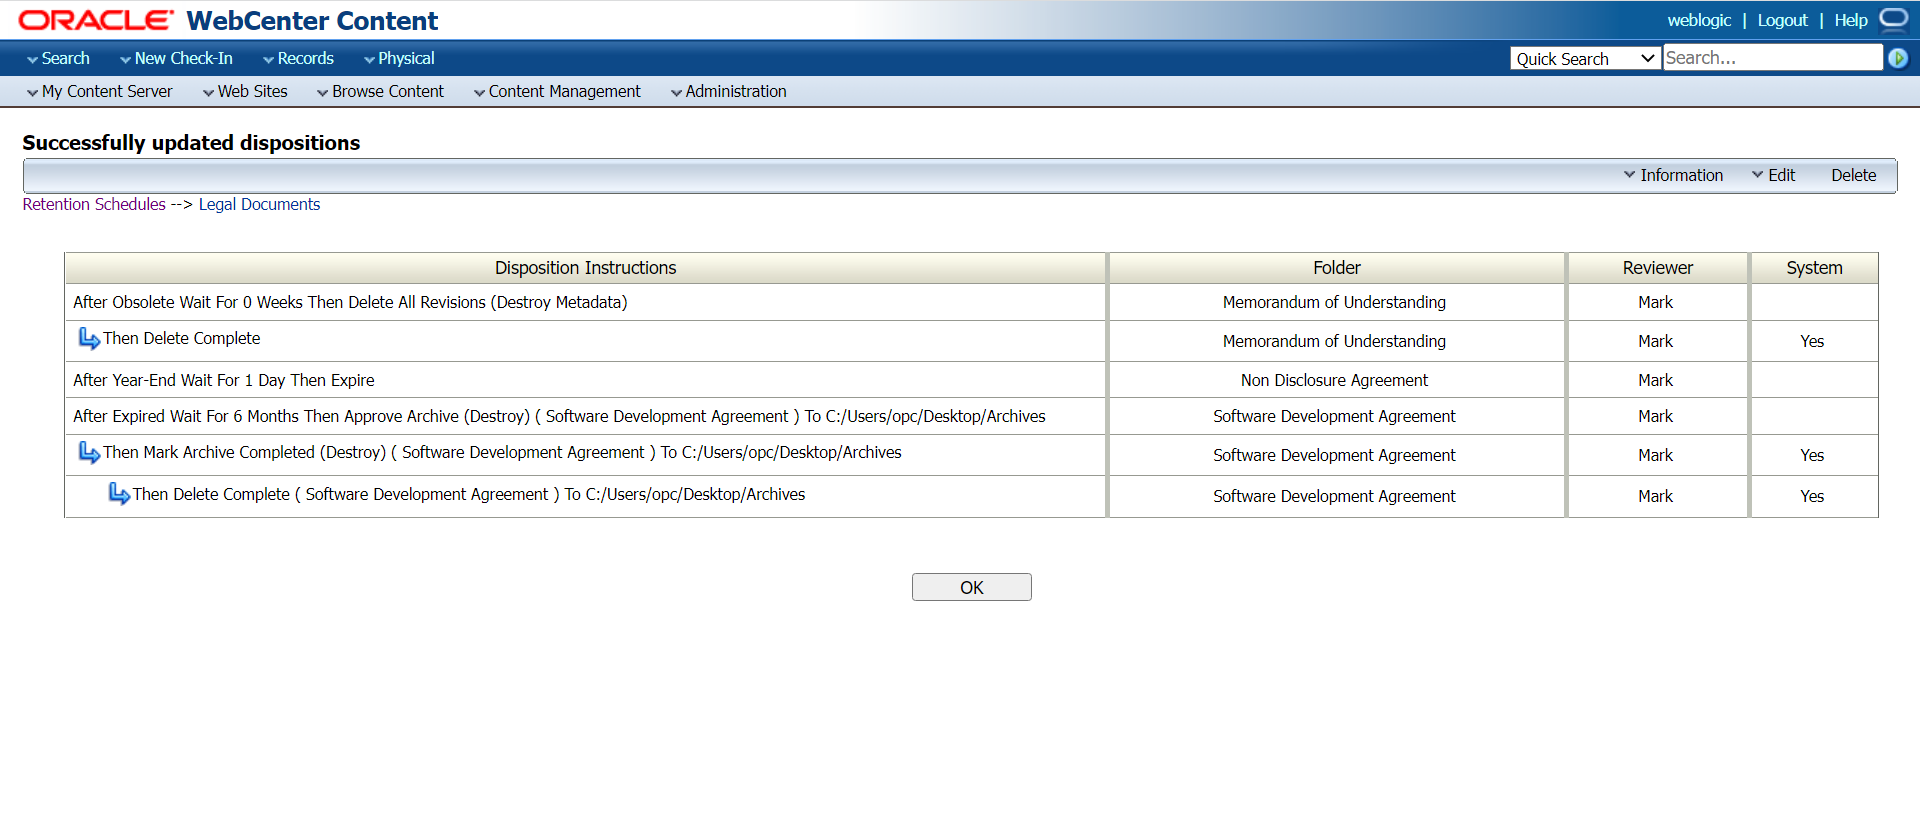 ORACLE WebCenter Content weblogic | Logout | Help
Search New Check-In Records Physical Quick Search Search...
My Content Server Web Sites Browse Content Content Management Administration
Successfully updated dispositions
Information Edit Delete
Retention Schedules --> Legal Documents
Disposition Instructions Folder Reviewer System
After Obsolete Wait For 0 Weeks Then Delete All Revisions (Destroy Metadata) Memorandum of Understanding Mark
Then Delete Complete Memorandum of Understanding Mark Yes
After Year-End Wait For 1 Day Then Expire Non Disclosure Agreement Mark
After Expired Wait For 6 Months Then Approve Archive (Destroy) ( Software Development Agreement ) To C:/Users/opc/Desktop/Archives Software Development Agreement Mark
Then Mark Archive Completed (Destroy) ( Software Development Agreement ) To C:/Users/opc/Desktop/Archives Software Development Agreement Mark Yes
Then Delete Complete ( Software Development Agreement ) To C:/Users/opc/Desktop/Archives Software Development Agreement Mark Yes
OK